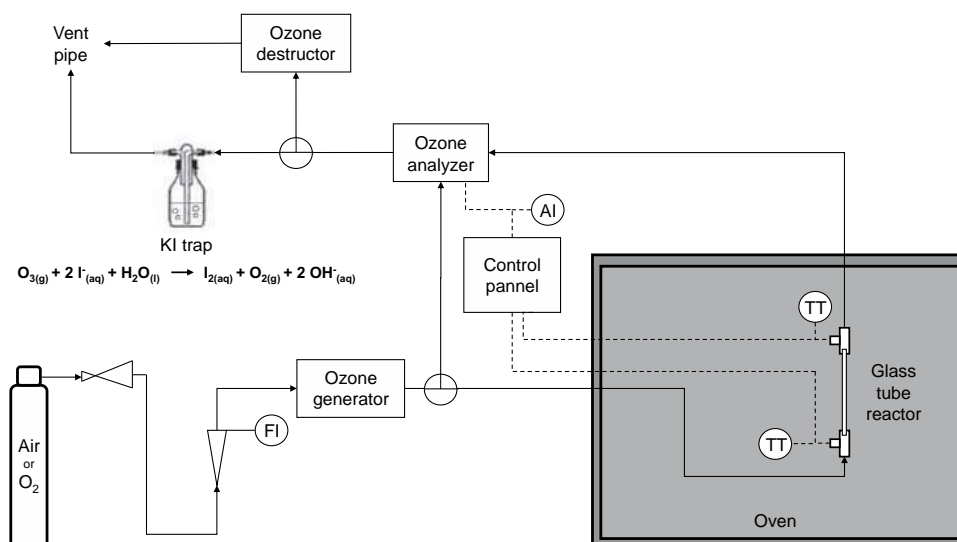 Vent
pipe
Ozone
destructor
Ozone
analyzer
AI
KI trap
O3(g) + 2 I-(aq) + H2O(l) → I2(aq) + O2(g) + 2 OH-(aq)
Control
pannel
TT
Glass
tube
reactor
Ozone
generator
FI
TT
Air
or
O2
Oven